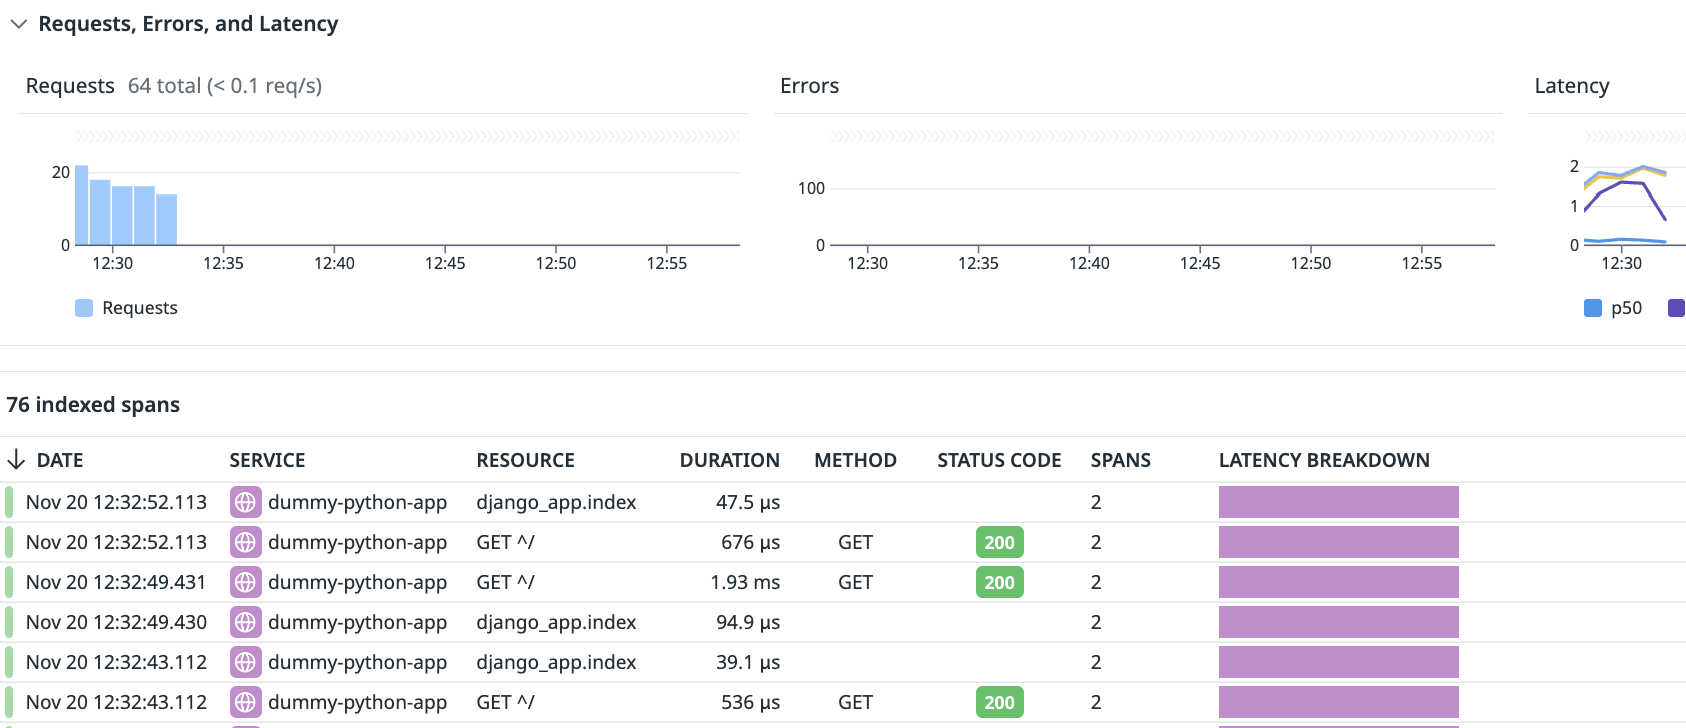 Requests, Errors, and Latency
Requests 64 total (< 0.1 req/s)
20
0
12:30 12:35 12:40 12:45 12:50 12:55
Requests
Errors
100
0
12:30 12:35 12:40 12:45 12:50 12:55
Latency
2
1
0
12:30
p50
76 indexed spans
DATE SERVICE RESOURCE DURATION METHOD STATUS CODE SPANS LATENCY BREAKDOWN
Nov 20 12:32:52.113 dummy-python-app django_app.index 47.5 µs 2
Nov 20 12:32:52.113 dummy-python-app GET ^/ 676 µs GET 200 2
Nov 20 12:32:49.431 dummy-python-app GET ^/ 1.93 ms GET 200 2
Nov 20 12:32:49.430 dummy-python-app django_app.index 94.9 µs 2
Nov 20 12:32:43.112 dummy-python-app django_app.index 39.1 µs 2
Nov 20 12:32:43.112 dummy-python-app GET ^/ 536 µs GET 200 2